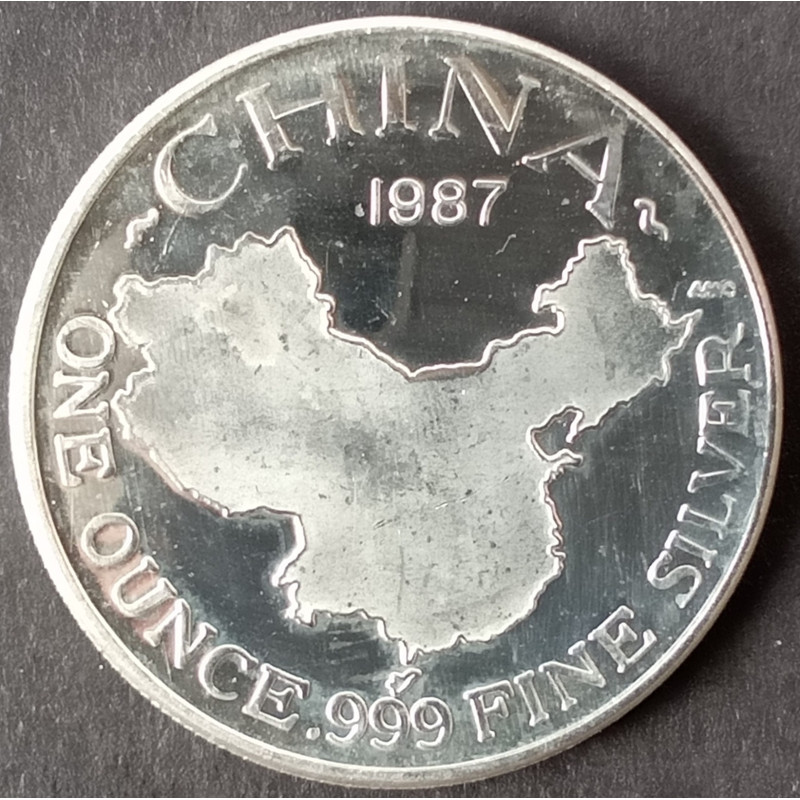 ~CHINA~
1987
ONE OUNCE .999 FINE SILVER